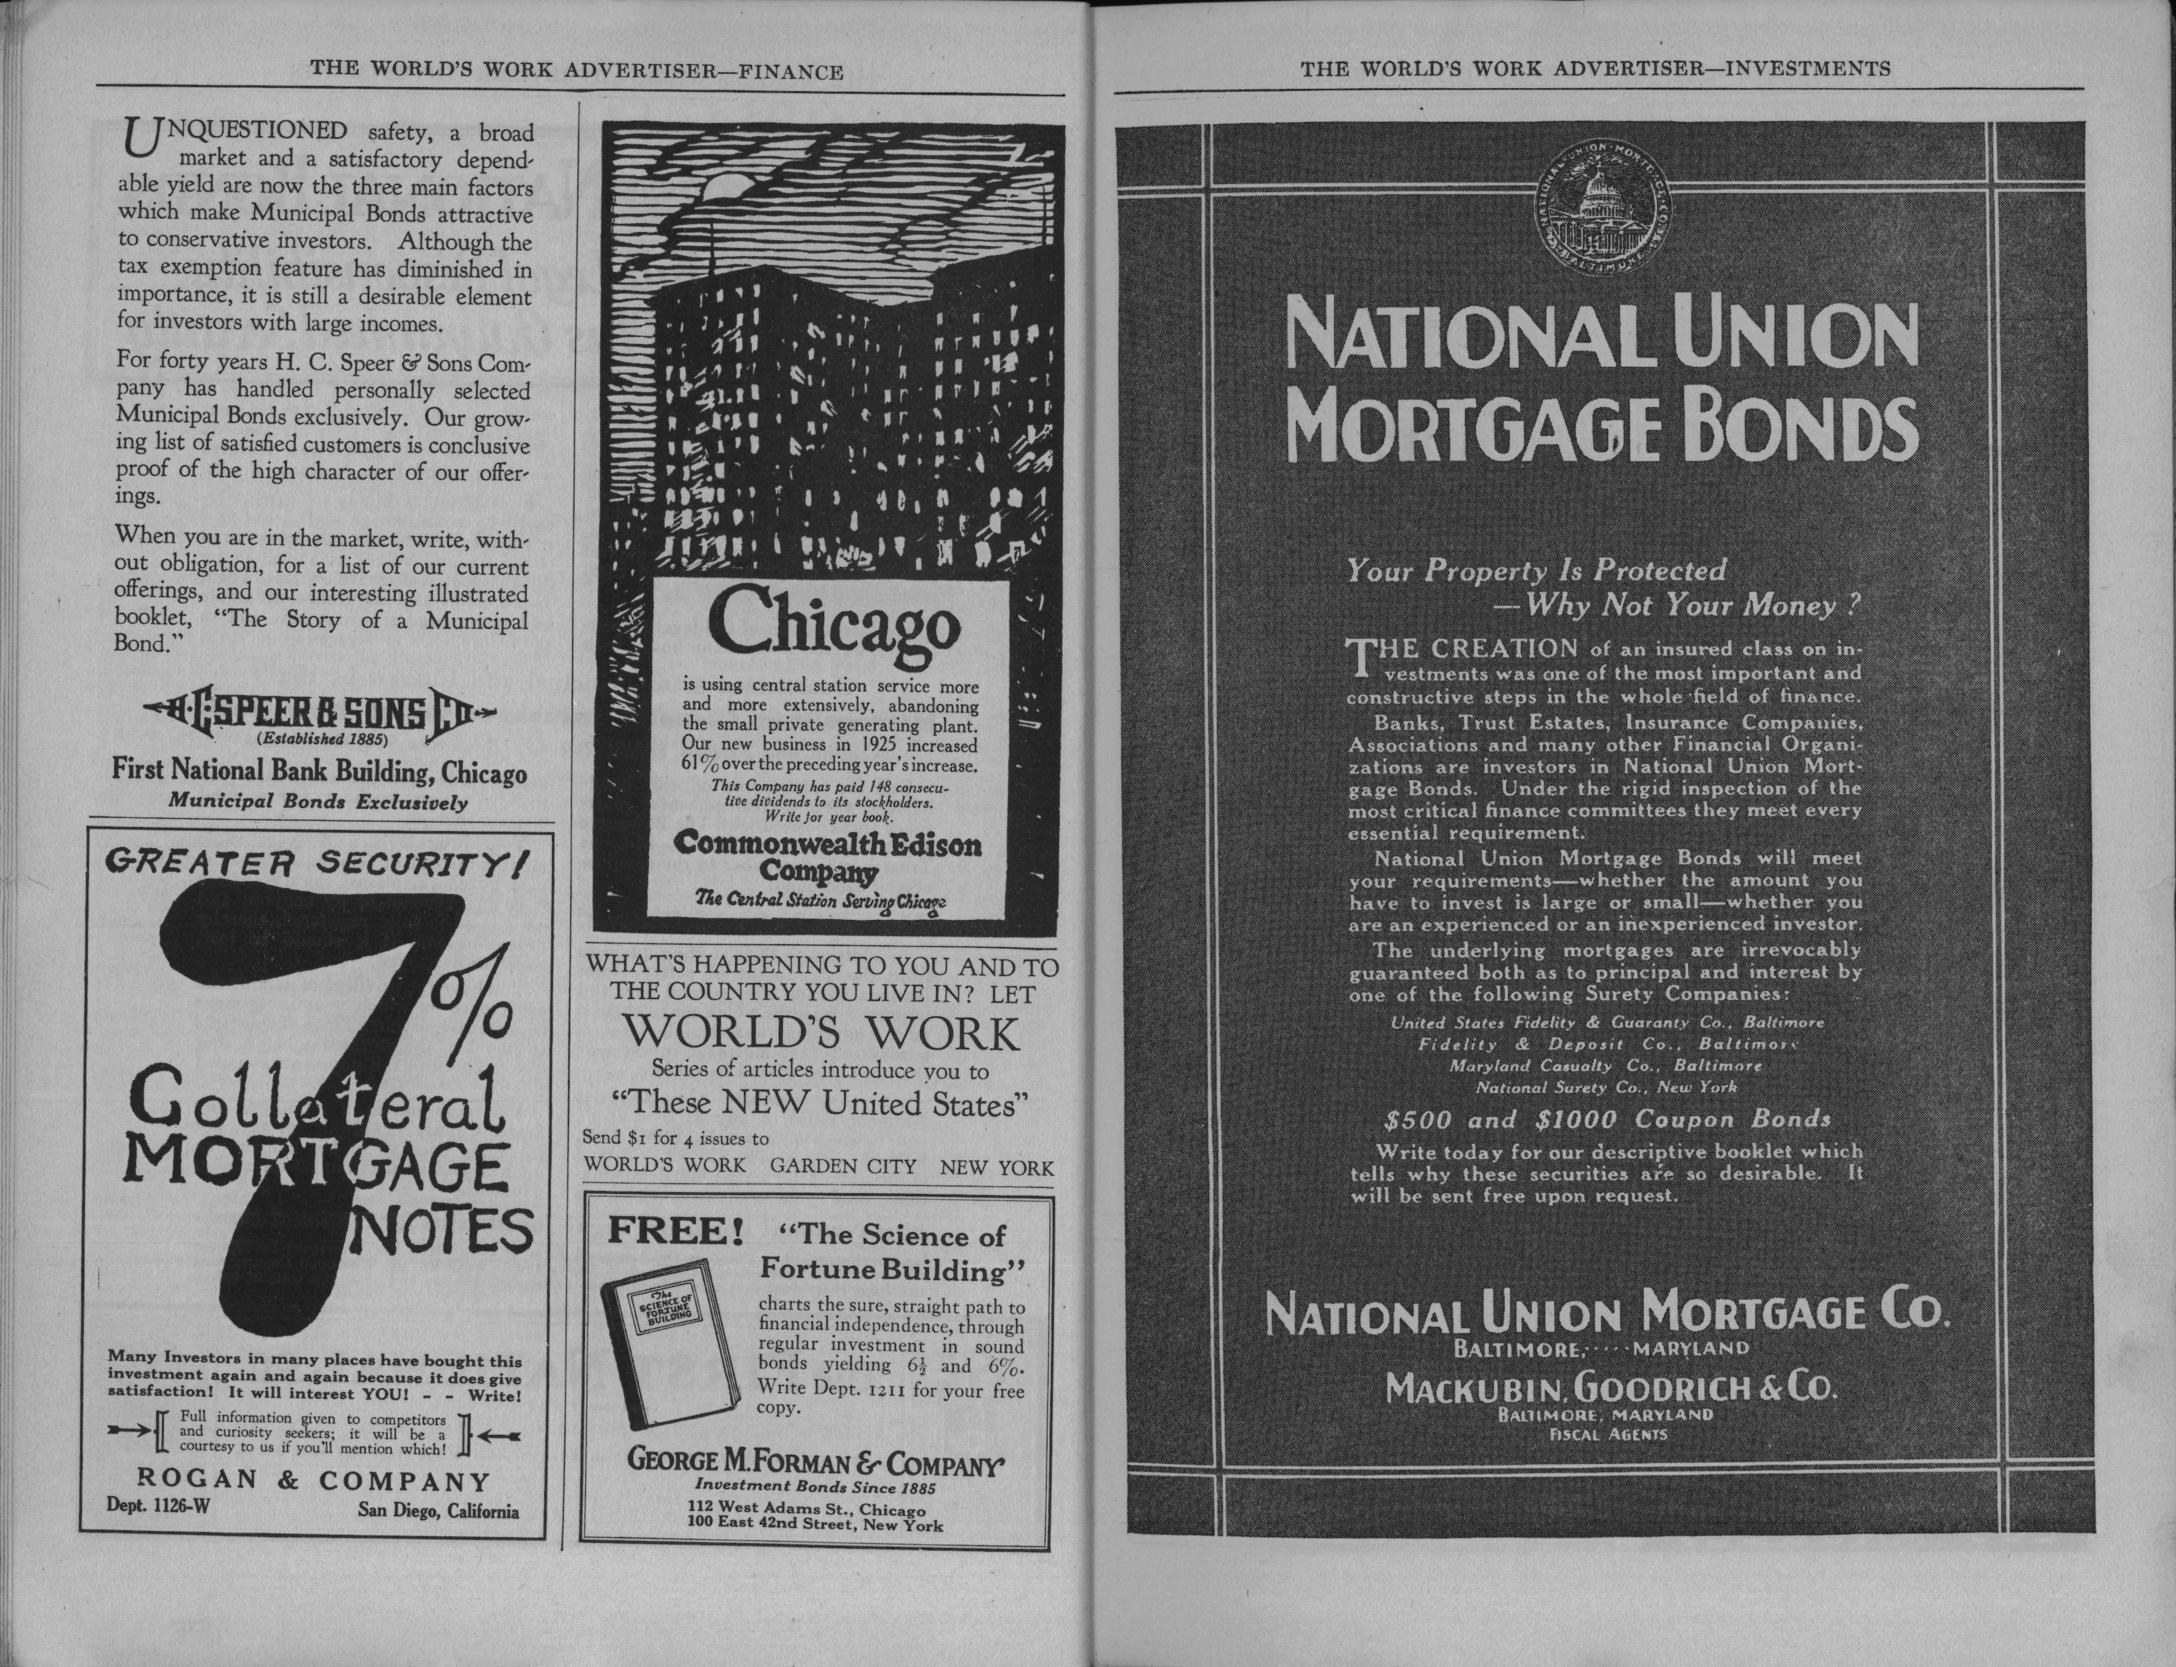 THE WORLD'S WORK ADVERTISER—FINANCE
UNQUESTIONED safety, a broad
market and a satisfactory depend-
able yield are now the three main factors
which make Municipal Bonds attractive
to conservative investors. Although the
tax exemption feature has diminished in
importance, it is still a desirable element
for investors with large incomes.
For forty years H. C. Speer & Sons Com-
pany has handled personally selected
Municipal Bonds exclusively. Our grow-
ing list of satisfied customers is conclusive
proof of the high character of our offer-
ings.
When you are in the market, write, with-
out obligation, for a list of our current
offerings, and our interesting illustrated
booklet, “The Story of a Municipal
Bond.”
H. C. SPEER & SONS CO
(Established 1885)
First National Bank Building, Chicago
Municipal Bonds Exclusively
GREATER SECURITY!
7%
Collateral
MORTGAGE
NOTES
Many Investors in many places have bought this
investment again and again because it does give
satisfaction! It will interest YOU! - - Write!
Full information given to competitors
and curiosity seekers; it will be a
courtesy to us if you'll mention which!
ROGAN & COMPANY
Dept. 1126-W San Diego, California
Chicago
is using central station service more
and more extensively, abandoning
the small private generating plant.
Our new business in 1925 increased
61% over the preceding year's increase.
This Company has paid 148 consecu-
tive dividends to its stockholders.
Write for year book.
Commonwealth Edison
Company
The Central Station Serving Chicago
WHAT'S HAPPENING TO YOU AND TO
THE COUNTRY YOU LIVE IN? LET
WORLD'S WORK
Series of articles introduce you to
“These NEW United States”
Send $1 for 4 issues to
WORLD'S WORK GARDEN CITY NEW YORK
FREE! “The Science of
Fortune Building”
The
SCIENCE OF
FORTUNE
BUILDING
charts the sure, straight path to
financial independence, through
regular investment in sound
bonds yielding 6½ and 6%.
Write Dept. 1211 for your free
copy.
GEORGE M. FORMAN & COMPANY
Investment Bonds Since 1885
112 West Adams St., Chicago
100 East 42nd Street, New York
THE WORLD'S WORK ADVERTISER—INVESTMENTS
NATIONAL·UNION·MORTGAGE·CO.
BALTIMORE
NATIONAL UNION
MORTGAGE BONDS
Your Property Is Protected
—Why Not Your Money?
THE CREATION of an insured class on in-
vestments was one of the most important and
constructive steps in the whole field of finance.
Banks, Trust Estates, Insurance Companies,
Associations and many other Financial Organi-
zations are investors in National Union Mort-
gage Bonds. Under the rigid inspection of the
most critical finance committees they meet every
essential requirement.
National Union Mortgage Bonds will meet
your requirements—whether the amount you
have to invest is large or small—whether you
are an experienced or an inexperienced investor.
The underlying mortgages are irrevocably
guaranteed both as to principal and interest by
one of the following Surety Companies:
United States Fidelity & Guaranty Co., Baltimore
Fidelity & Deposit Co., Baltimore
Maryland Casualty Co., Baltimore
National Surety Co., New York
$500 and $1000 Coupon Bonds
Write today for our descriptive booklet which
tells why these securities are so desirable. It
will be sent free upon request.
NATIONAL UNION MORTGAGE CO.
BALTIMORE,····MARYLAND
MACKUBIN, GOODRICH & CO.
BALTIMORE, MARYLAND
FISCAL AGENTS